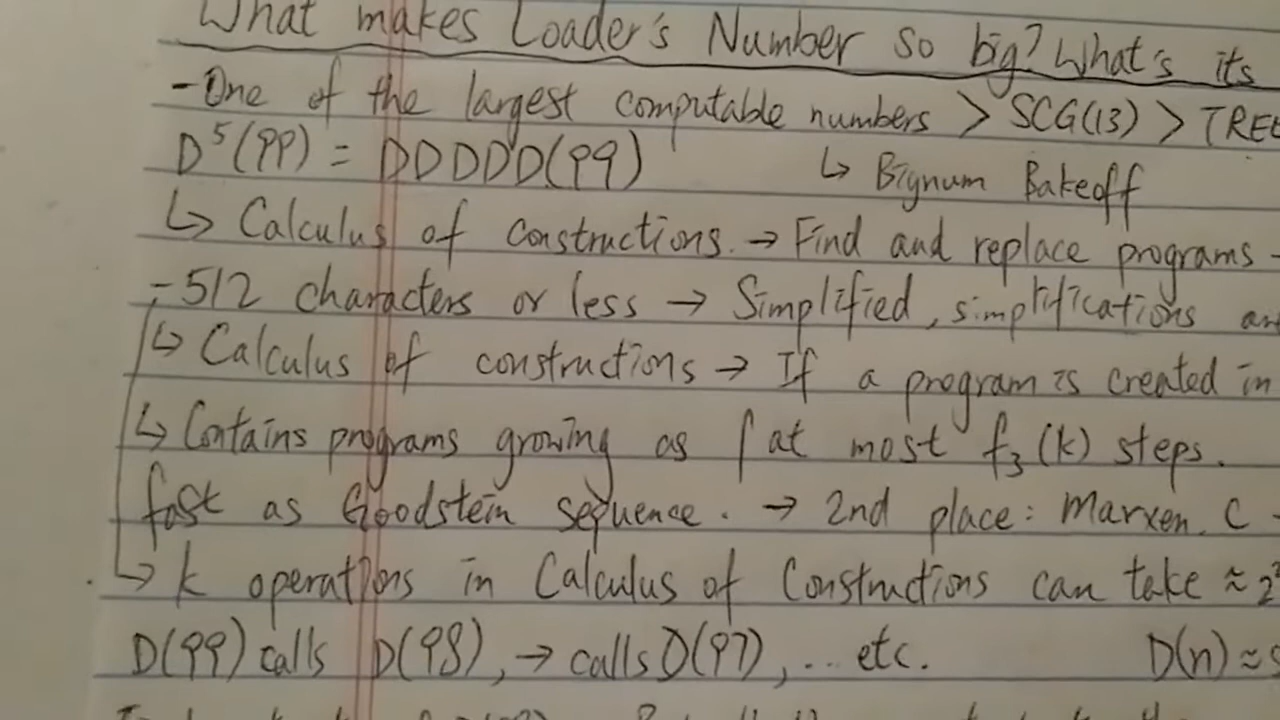 What makes Loader's Number so big? What's its
-One of the largest computable numbers > SCG(13) > TREE
D⁵(99) = DDDDD(99) ↳ Bignum Bakeoff
↳ Calculus of constructions. → Find and replace programs -
-512 characters or less → Simplified, simplifications an
↳ Calculus of constructions → If a program is created in
↳ Contains programs growing as ∫ at most f₃(k) steps.
fast as Goodstein sequence. → 2nd place: Marxen.c -
↳ k operations in Calculus of Constructions can take ≈ 2
D(99) calls D(98), → calls D(97), ... etc. D(n) ≈